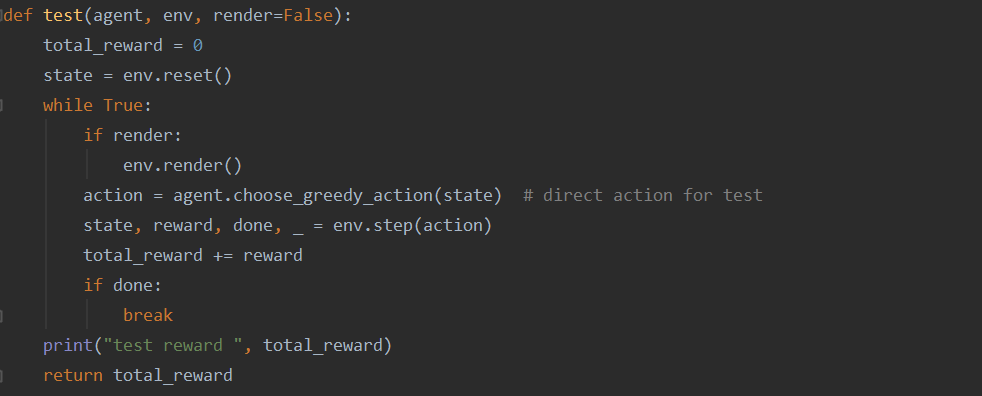 def test(agent, env, render=False):
    total_reward = 0
    state = env.reset()
    while True:
        if render:
            env.render()
        action = agent.choose_greedy_action(state)  # direct action for test
        state, reward, done, _ = env.step(action)
        total_reward += reward
        if done:
            break
    print("test reward ", total_reward)
    return total_reward